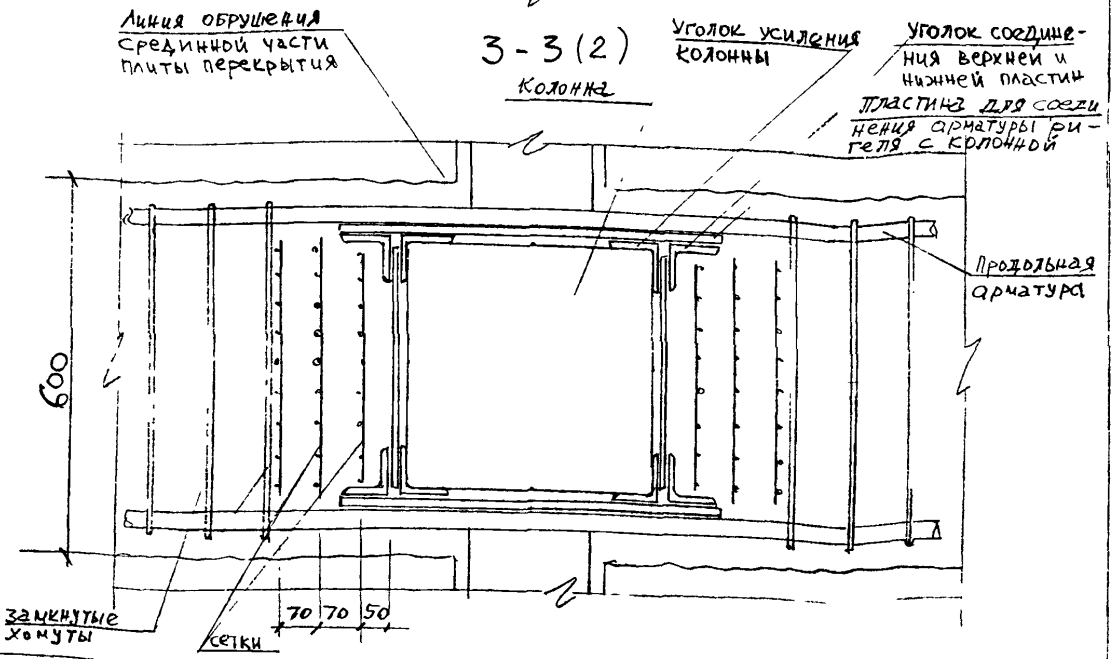 Линия обрушения
срединной части
плиты перекрытия
3-3 (2)
Колонна
Уголок усиления
колонны
Уголок соедине-
ния верхней и
нижней пластин
Пластина для соеди
нения арматуры ри-
геля с колонной
600
Продольная
арматура
замкнутые
хомуты
сетки
70 70 50